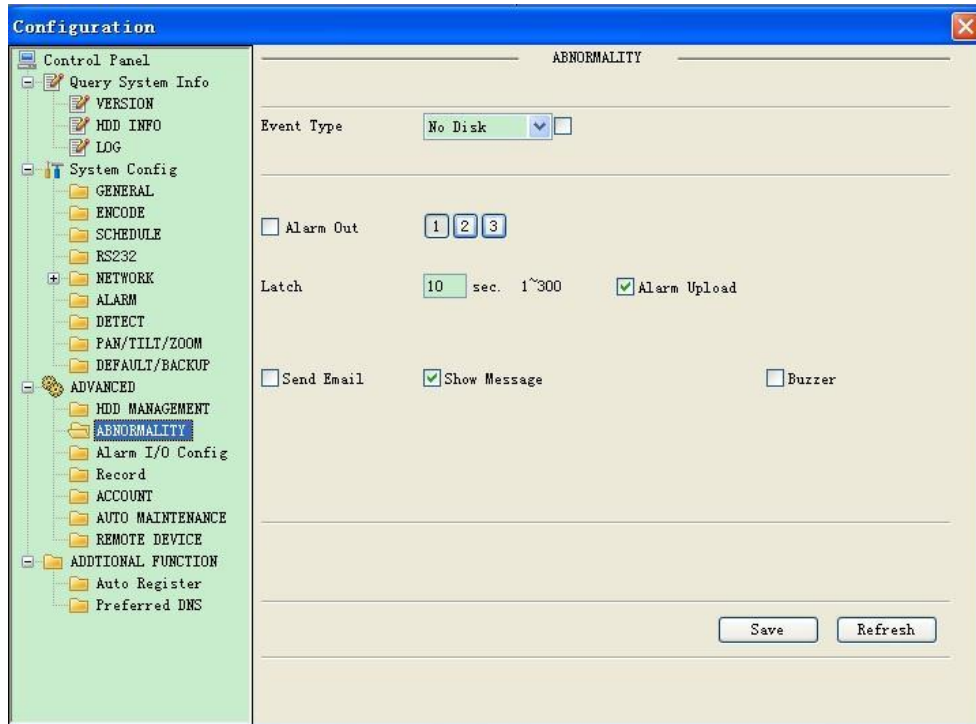 Configuration
Control Panel
Query System Info
VERSION
HDD INFO
LOG
System Config
GENERAL
ENCODE
SCHEDULE
RS232
NETWORK
ALARM
DETECT
PAN/TILT/ZOOM
DEFAULT/BACKUP
ADVANCED
HDD MANAGEMENT
ABNORMALITY
Alarm I/O Config
Record
ACCOUNT
AUTO MAINTENANCE
REMOTE DEVICE
ADDTIONAL FUNCTION
Auto Register
Preferred DNS
ABNORMALITY
Event Type No Disk
Alarm Out 1 2 3
Latch 10 sec. 1~300 Alarm Upload
Send Email Show Message Buzzer
Save Refresh